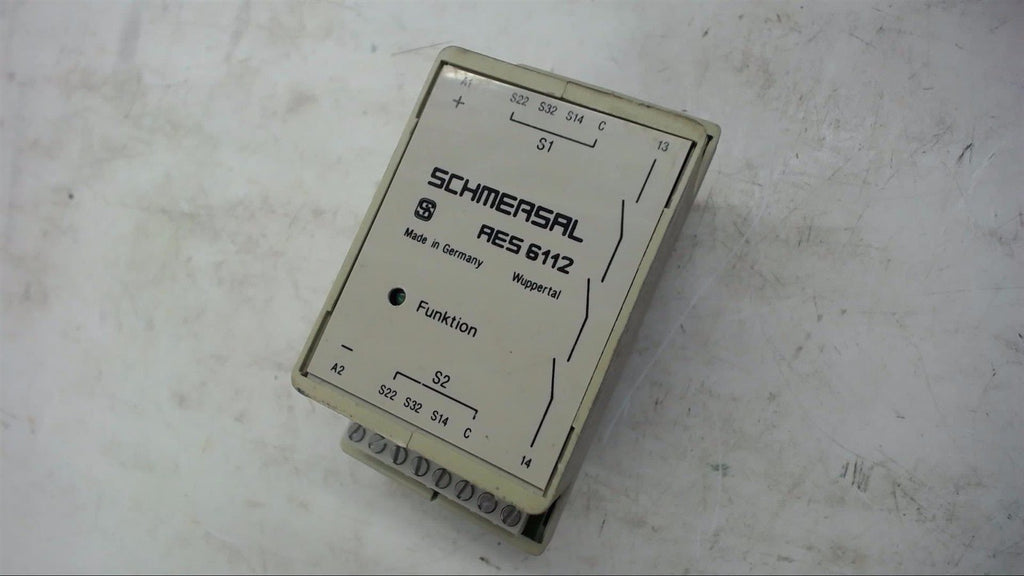 A1
+
S22 S32 S14 C
S1
13
SCHMERSAL
AES 6112
Made in Germany Wuppertal
Funktion
−
A2
S2
S22 S32 S14 C
14